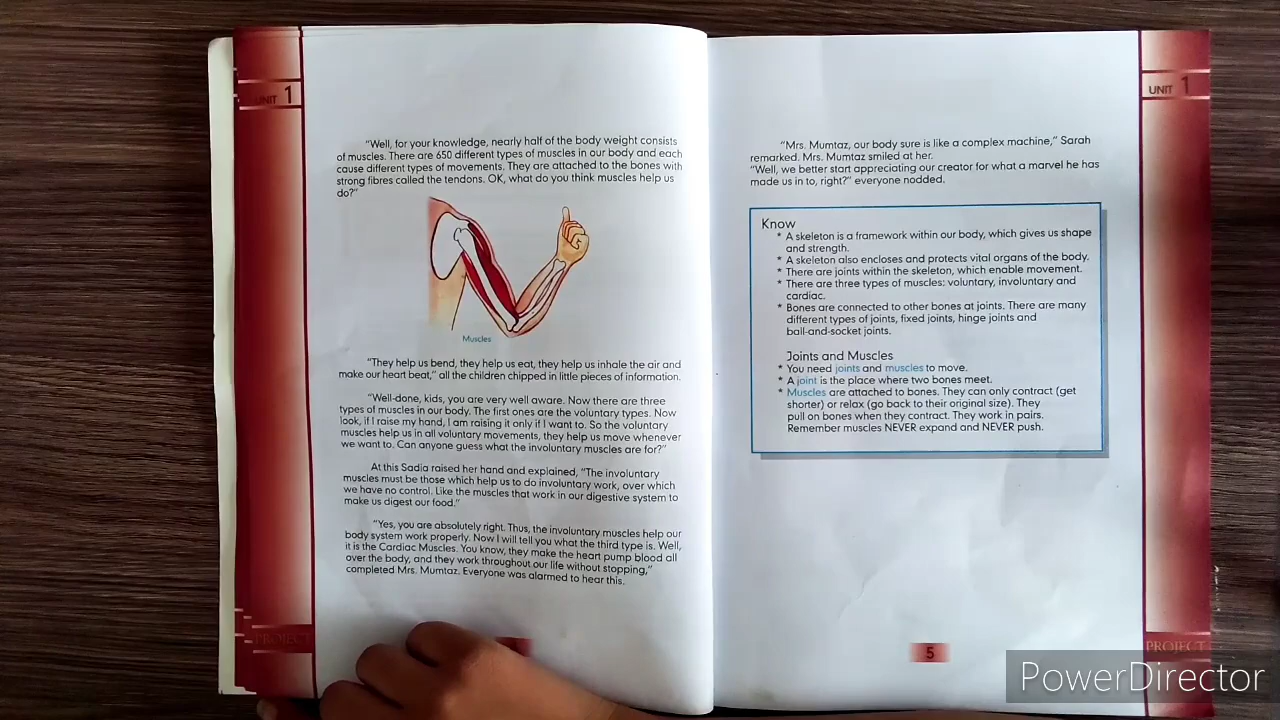 UNIT 1
"Well, for your knowledge, nearly half of the body weight consists
of muscles. There are 650 different types of muscles in our body and each
cause different types of movements. They are attached to the bones with
strong fibres called the tendons. OK, what do you think muscles help us
do?"
Muscles
"They help us bend, they help us eat, they help us inhale the air and
make our heart beat," all the children chipped in little pieces of information.
"Well-done, kids, you are very well aware. Now there are three
types of muscles in our body. The first ones are the voluntary types. Now
look, if I raise my hand, I am raising it only if I want to. So the voluntary
muscles help us in all voluntary movements, they help us move whenever
we want to. Can anyone guess what the involuntary muscles are for?"
At this Sadia raised her hand and explained, "The involuntary
muscles must be those which help us to do involuntary work, over which
we have no control. Like the muscles that work in our digestive system to
make us digest our food."
"Yes, you are absolutely right. Thus, the involuntary muscles help our
body system work properly. Now I will tell you what the third type is. Well,
it is the Cardiac Muscles. You know, they make the heart pump blood all
over the body, and they work throughout our life without stopping,"
completed Mrs. Mumtaz. Everyone was alarmed to hear this.
PROJECT
UNIT 1
"Mrs. Mumtaz, our body sure is like a complex machine," Sarah
remarked. Mrs. Mumtaz smiled at her.
"Well, we better start appreciating our creator for what a marvel he has
made us in to, right?" everyone nodded.
Know
* A skeleton is a framework within our body, which gives us shape
and strength.
* A skeleton also encloses and protects vital organs of the body.
* There are joints within the skeleton, which enable movement.
* There are three types of muscles: voluntary, involuntary and
cardiac.
* Bones are connected to other bones at joints. There are many
different types of joints, fixed joints, hinge joints and
ball-and-socket joints.
Joints and Muscles
* You need joints and muscles to move.
* A joint is the place where two bones meet.
* Muscles are attached to bones. They can only contract (get
shorter) or relax (go back to their original size). They
pull on bones when they contract. They work in pairs.
Remember muscles NEVER expand and NEVER push.
5
PROJECT
PowerDirector